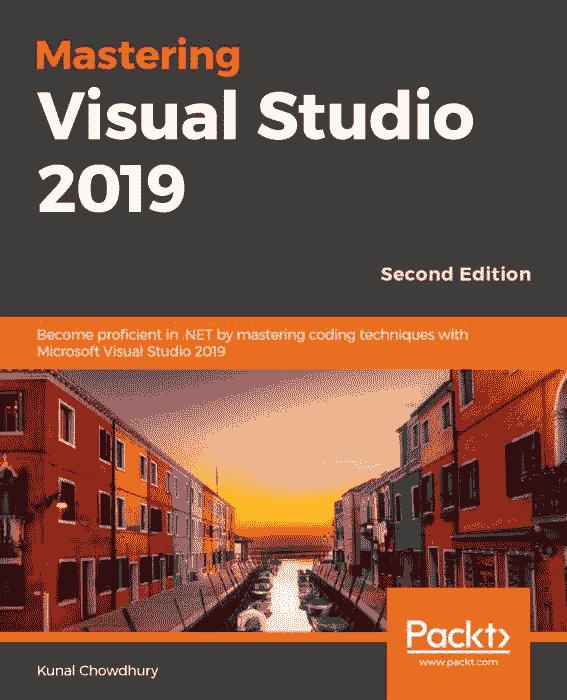 Mastering
Visual Studio
2019
Second Edition
Become proficient in .NET by mastering coding techniques with
Microsoft Visual Studio 2019
Packt>
www.packt.com
Kunal Chowdhury